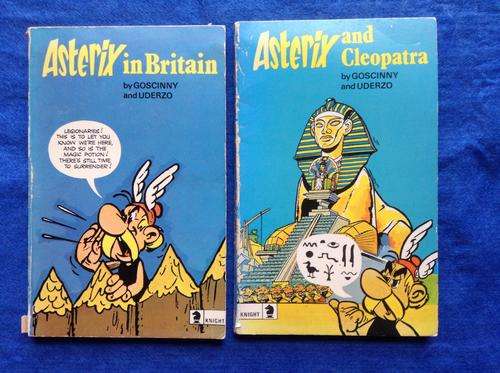 Asterix in Britain
by GOSCINNY
and UDERZO
LEGIONARIES!
THIS IS TO LET YOU
KNOW WE'RE HERE,
AND SO IS THE
MAGIC POTION!
THERE'S STILL TIME
TO SURRENDER!
KNIGHT
Asterix and
Cleopatra
by GOSCINNY
and UDERZO
KNIGHT